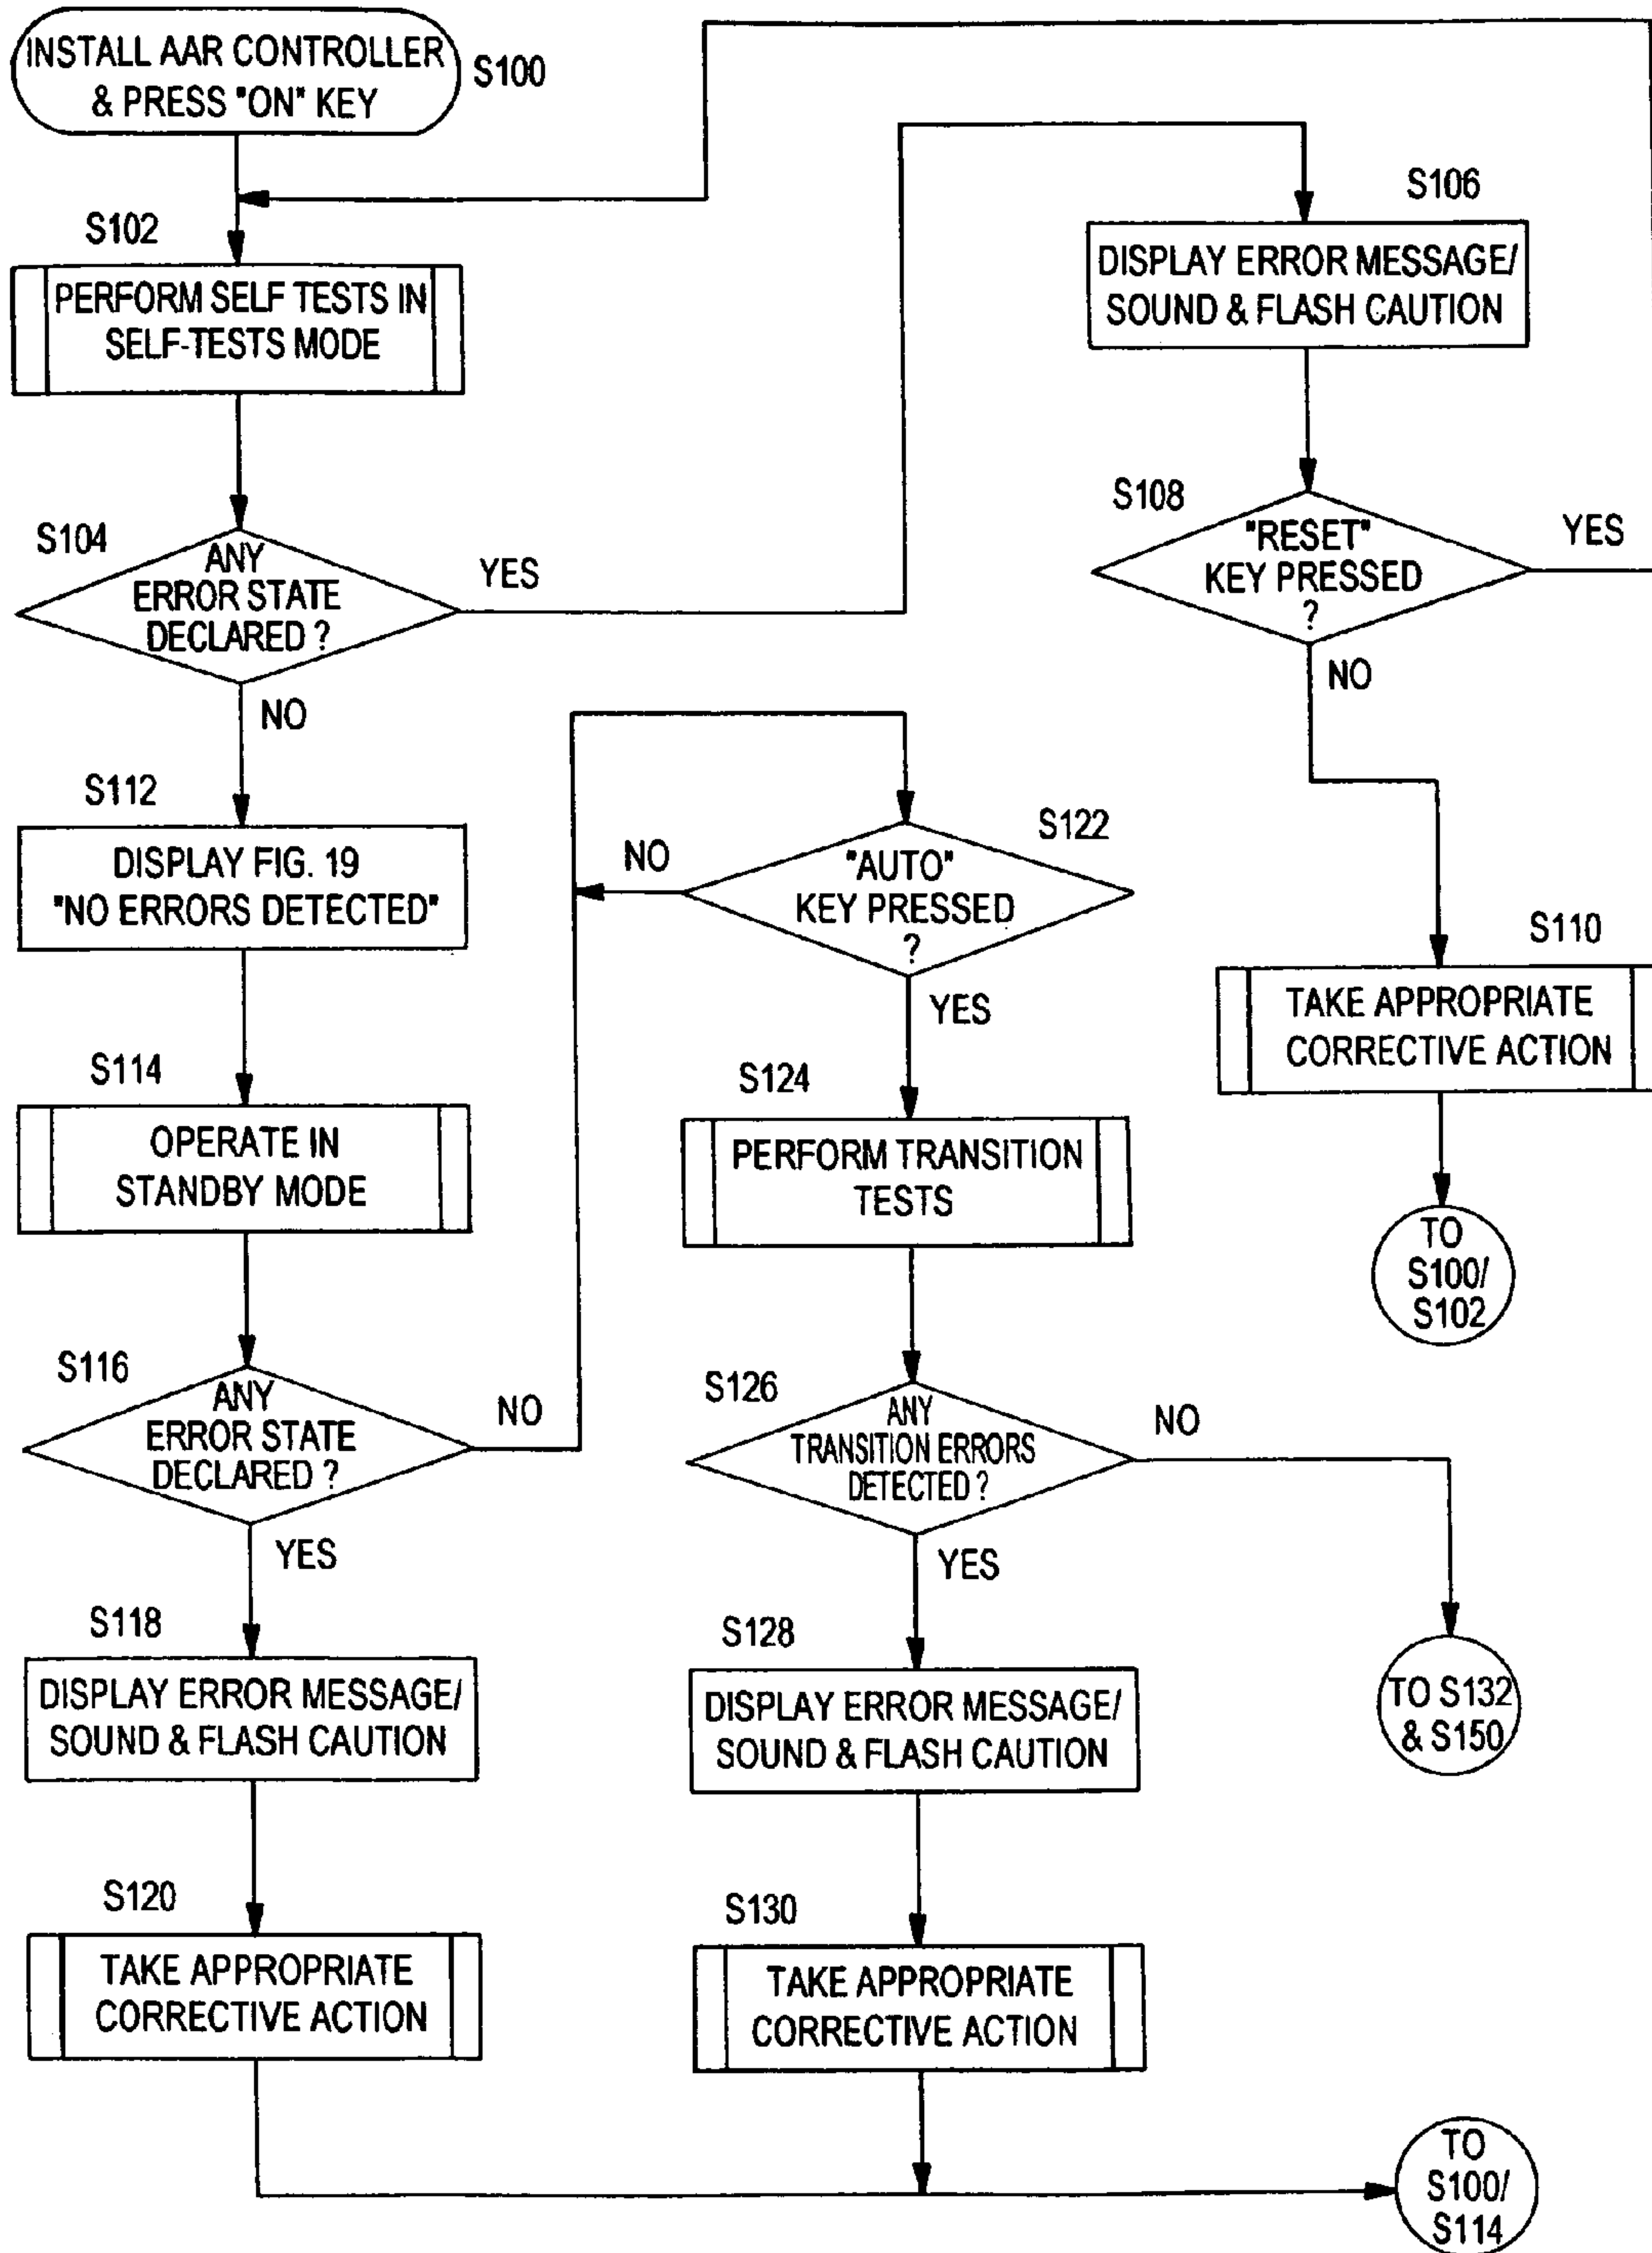 INSTALL AAR CONTROLLER
& PRESS "ON" KEY
S100
S102
PERFORM SELF TESTS IN
SELF-TESTS MODE
S104
ANY
ERROR STATE
DECLARED ?
YES
NO
S106
DISPLAY ERROR MESSAGE/
SOUND & FLASH CAUTION
S108
"RESET"
KEY PRESSED
?
YES
NO
S110
TAKE APPROPRIATE
CORRECTIVE ACTION
TO
S100/
S102
S112
DISPLAY FIG. 19
"NO ERRORS DETECTED"
S114
OPERATE IN
STANDBY MODE
S116
ANY
ERROR STATE
DECLARED ?
NO
YES
S118
DISPLAY ERROR MESSAGE/
SOUND & FLASH CAUTION
S120
TAKE APPROPRIATE
CORRECTIVE ACTION
S122
"AUTO"
KEY PRESSED
?
NO
YES
S124
PERFORM TRANSITION
TESTS
S126
ANY
TRANSITION ERRORS
DETECTED ?
NO
YES
TO S132
& S150
S128
DISPLAY ERROR MESSAGE/
SOUND & FLASH CAUTION
S130
TAKE APPROPRIATE
CORRECTIVE ACTION
TO
S100/
S114